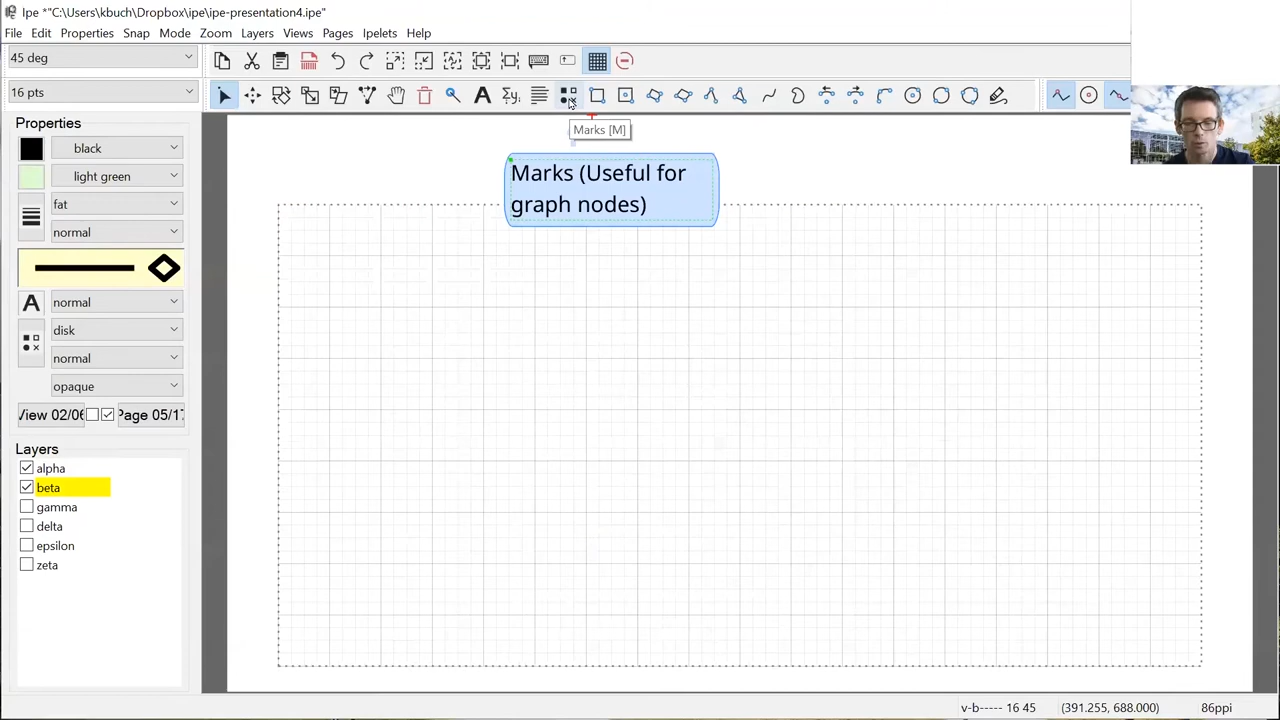 Ipe *"C:\Users\kbuch\Dropbox\ipe\ipe-presentation4.ipe"
File Edit Properties Snap Mode Zoom Layers Views Pages Ipelets Help
45 deg
16 pts
Marks [M]
Properties
black
light green
fat
normal
A normal
disk
normal
opaque
View 02/06 Page 05/17
Layers
alpha
beta
gamma
delta
epsilon
zeta
Marks (Useful for
graph nodes)
v-b----- 16 45 (391.255, 688.000) 86ppi